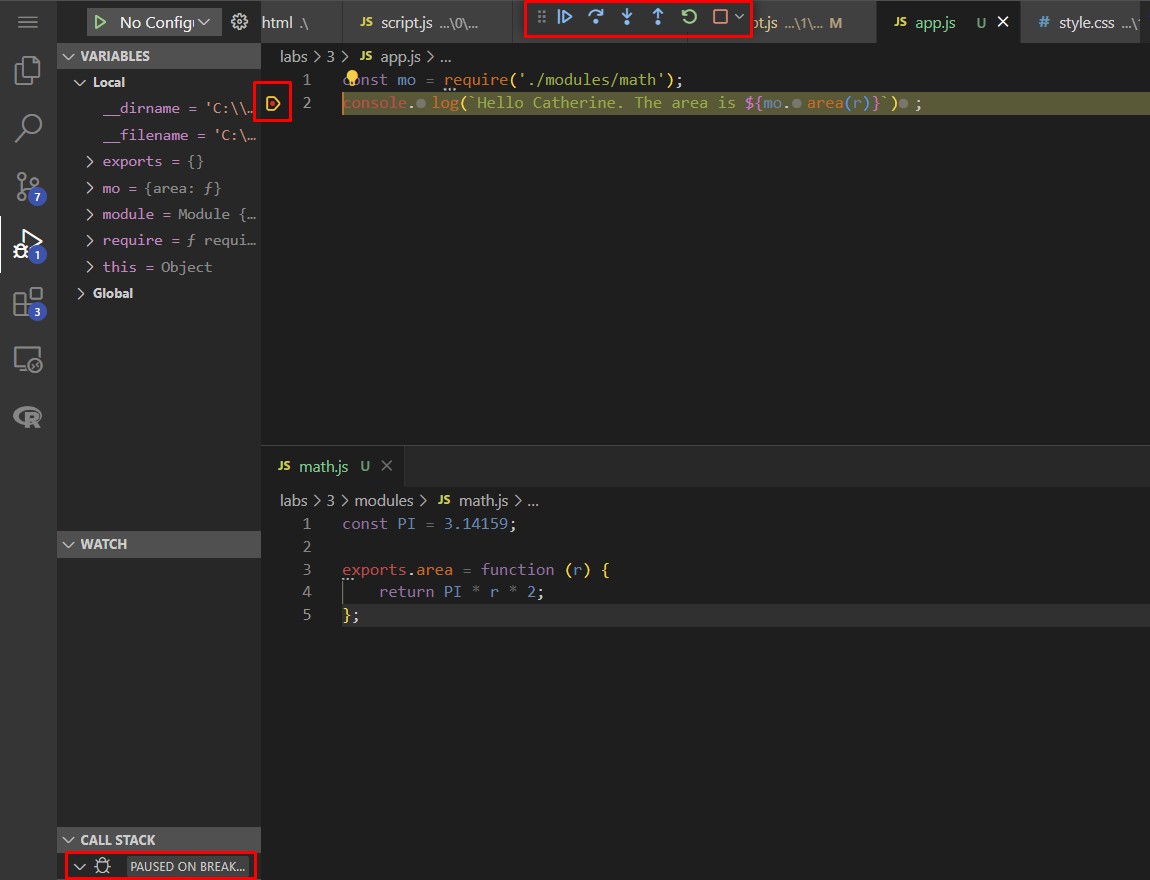 No Config
html .\
JS script.js ...\0\...
pt.js ...\1\... M
JS app.js U
# style.css ...\
VARIABLES
Local
__dirname = 'C:\\...
__filename = 'C:\...
exports = {}
mo = {area: ƒ}
module = Module {...
require = ƒ requi...
this = Object
Global
7
1
3
R
labs > 3 > JS app.js > ...
1 const mo = require('./modules/math');
2 console.log(`Hello Catherine. The area is ${mo.area(r)}`) ;
JS math.js U
labs > 3 > modules > JS math.js > ...
1 const PI = 3.14159;
2
3 exports.area = function (r) {
4 return PI * r * 2;
5 };
WATCH
CALL STACK
PAUSED ON BREAK...